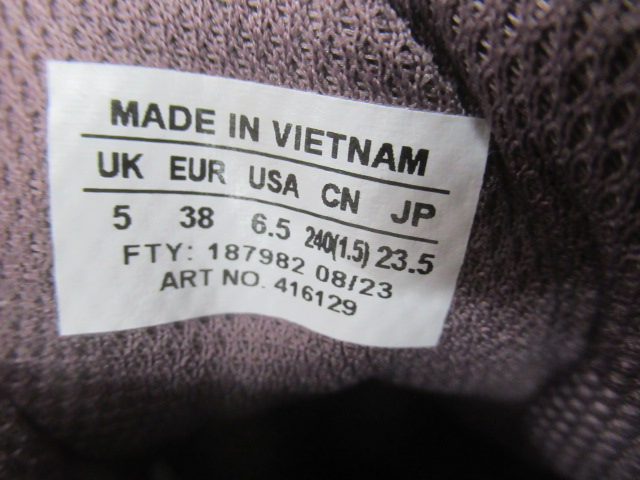 MADE IN VIETNAM
UK EUR USA CN JP
5 38 6.5 240(1.5) 23.5
FTY: 187982 08/23
ART NO. 416129